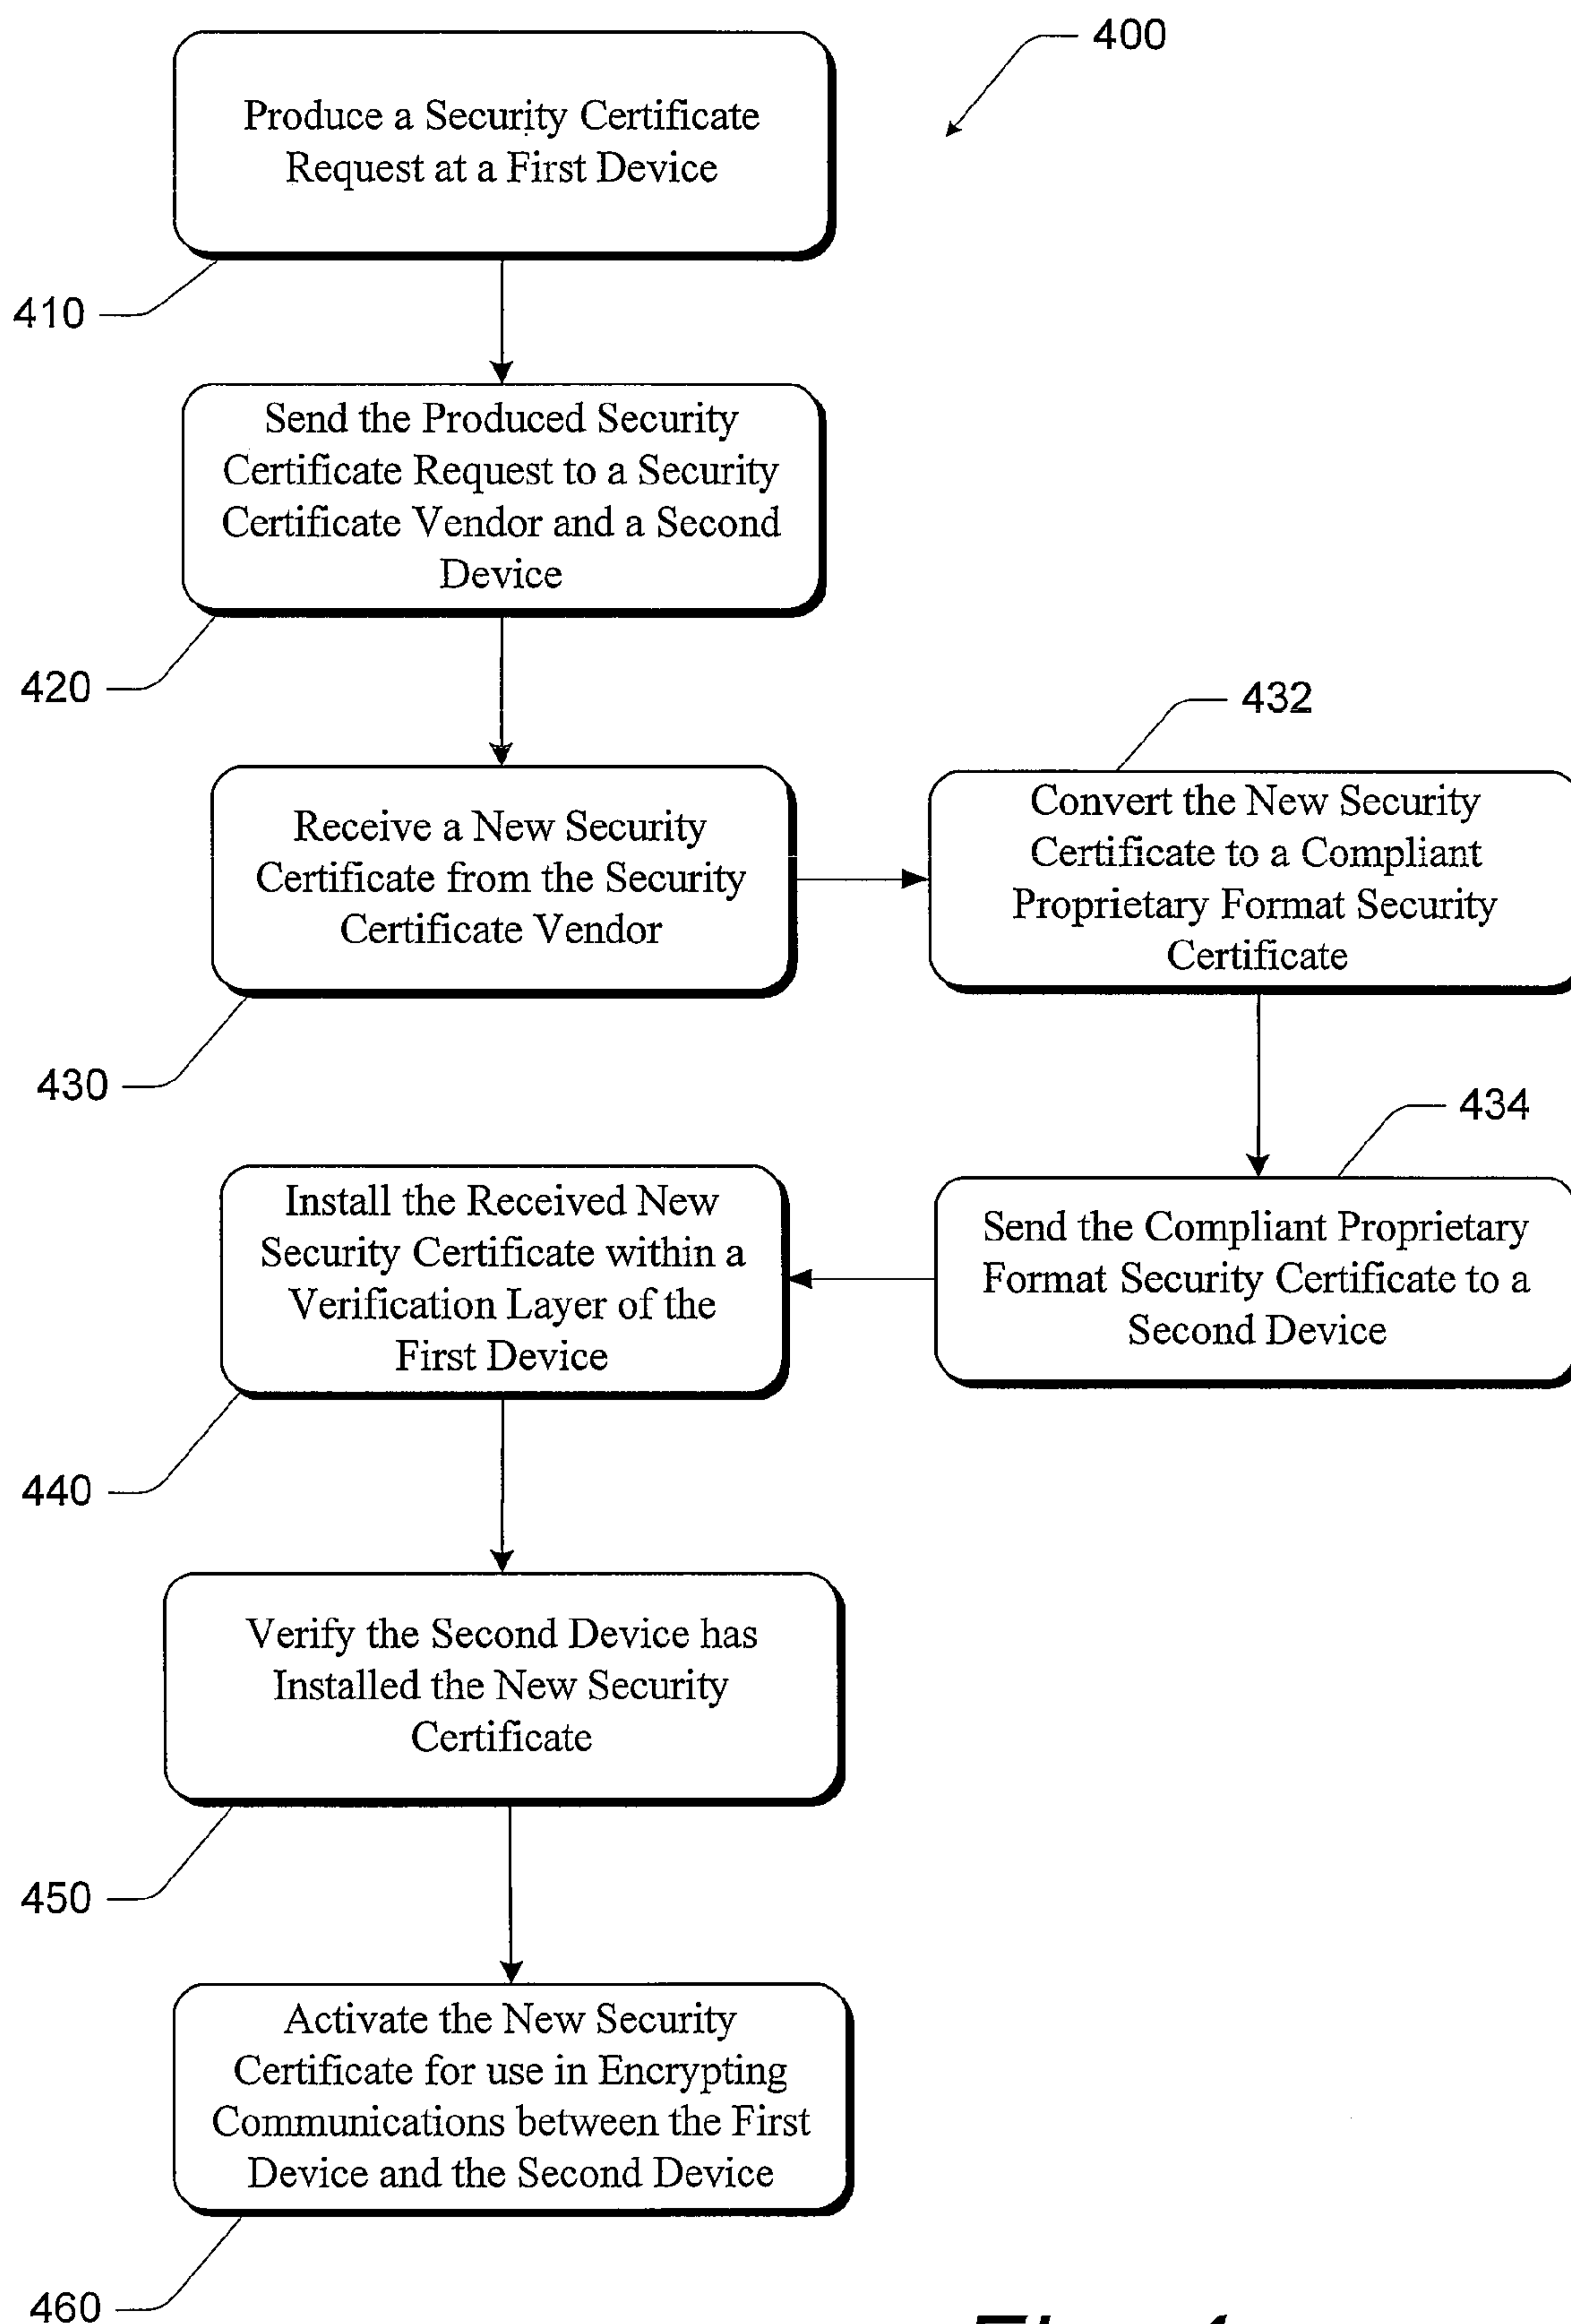 400
Produce a Security Certificate
Request at a First Device
410
Send the Produced Security
Certificate Request to a Security
Certificate Vendor and a Second
Device
420
432
Receive a New Security
Certificate from the Security
Certificate Vendor
Convert the New Security
Certificate to a Compliant
Proprietary Format Security
Certificate
430
434
Install the Received New
Security Certificate within a
Verification Layer of the
First Device
Send the Compliant Proprietary
Format Security Certificate to a
Second Device
440
Verify the Second Device has
Installed the New Security
Certificate
450
Activate the New Security
Certificate for use in Encrypting
Communications between the First
Device and the Second Device
460